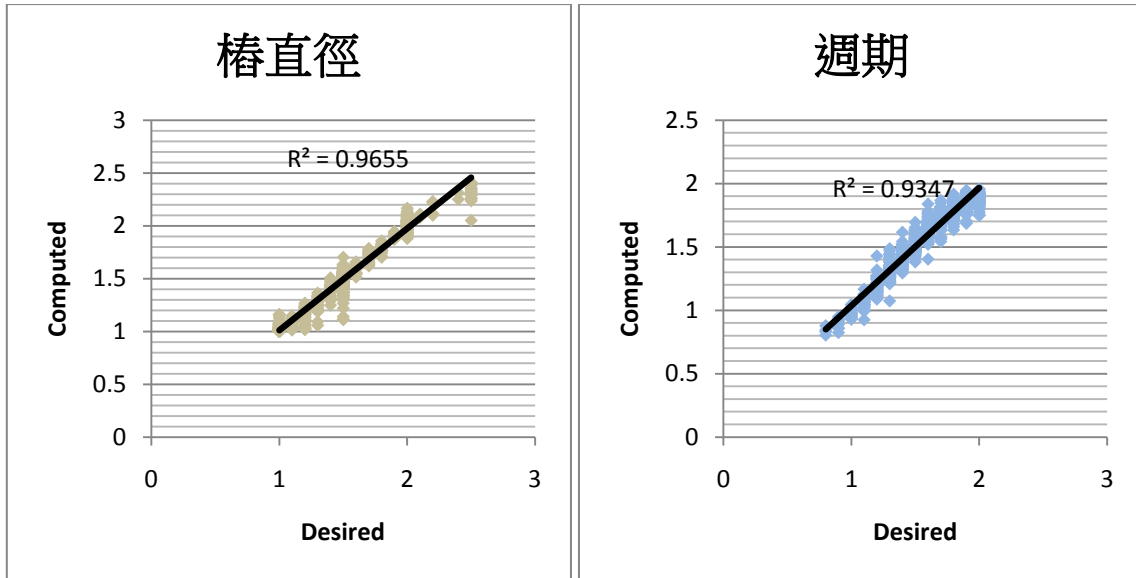 樁直徑
3
2.5
2
1.5
1
0.5
0
R² = 0.9655
Computed
0
1
2
3
Desired
週期
2.5
2
1.5
1
0.5
0
R² = 0.9347
Computed
0
1
2
3
Desired